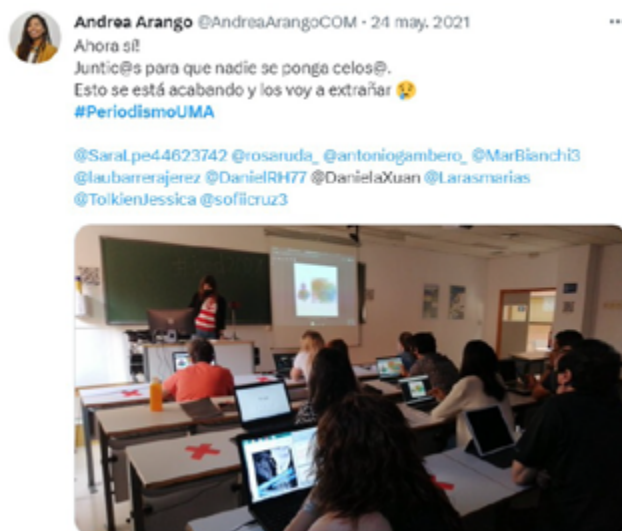 Andrea Arango @AndreaArangoCOM · 24 may. 2021
Ahora sí!
Juntic@s para que nadie se ponga celos@.
Esto se está acabando y los voy a extrañar 😢
#PeriodismoUMA
@SaraLpe44623742 @rosaruda_ @antoniogambero_ @MarBianchi3
@laubarrerajerez @DanielRH77 @DanielaXuan @Larasmarias
@TolkienJessica @sofiicruz3